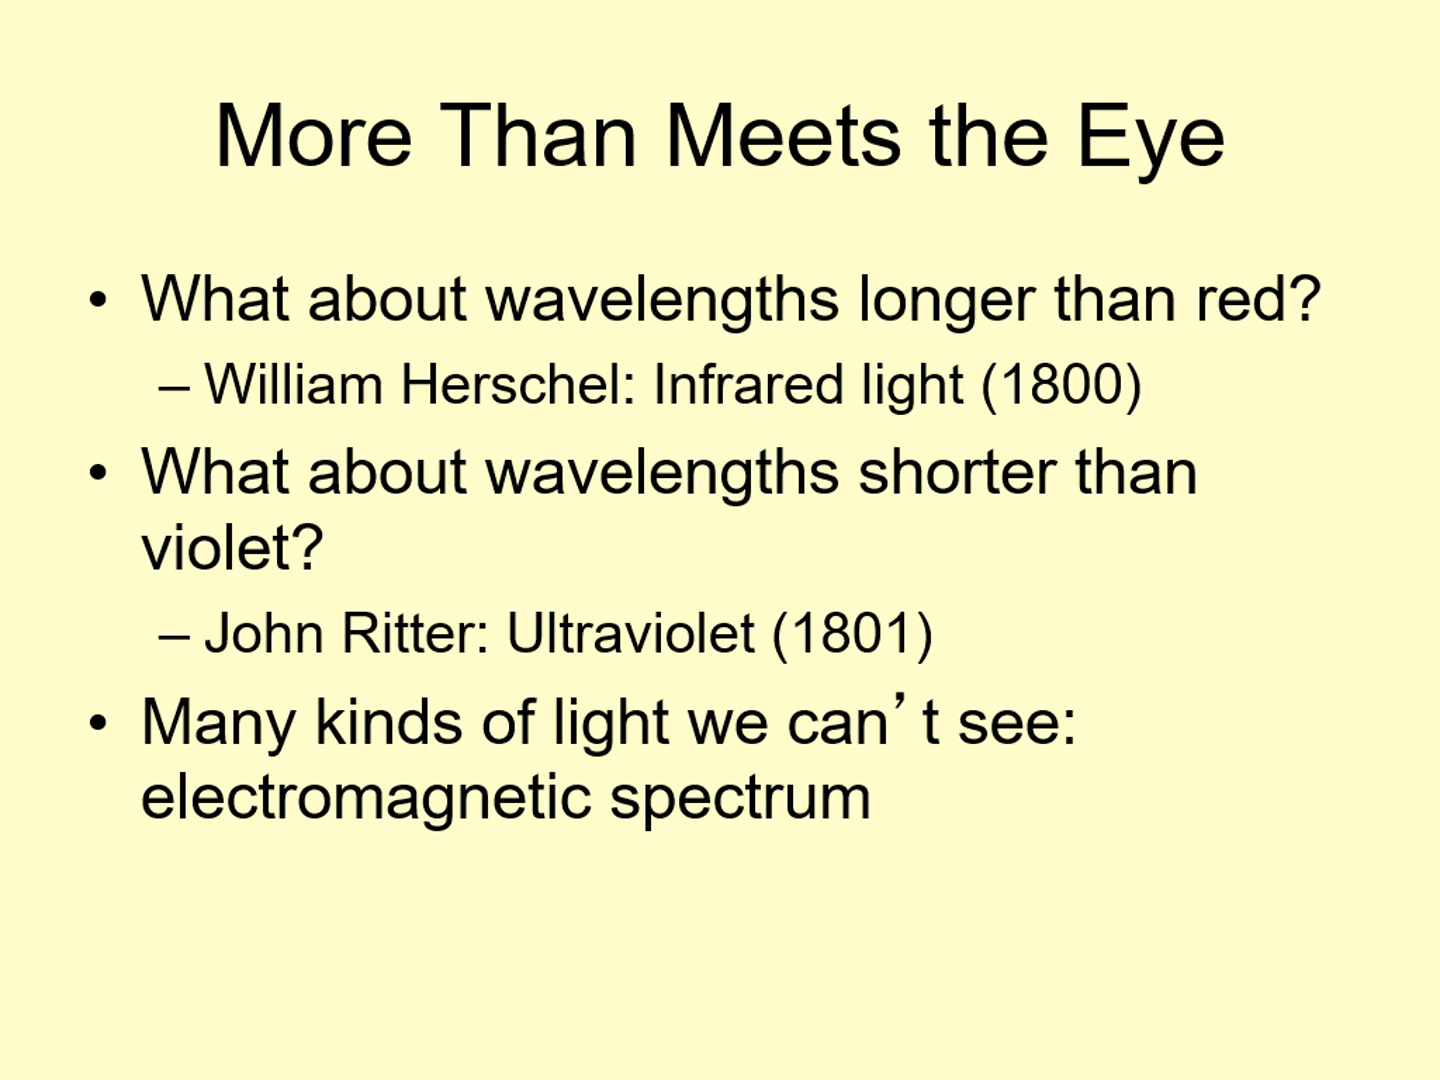 More Than Meets the Eye
• What about wavelengths longer than red?
– William Herschel: Infrared light (1800)
• What about wavelengths shorter than
violet?
– John Ritter: Ultraviolet (1801)
• Many kinds of light we can’t see:
electromagnetic spectrum